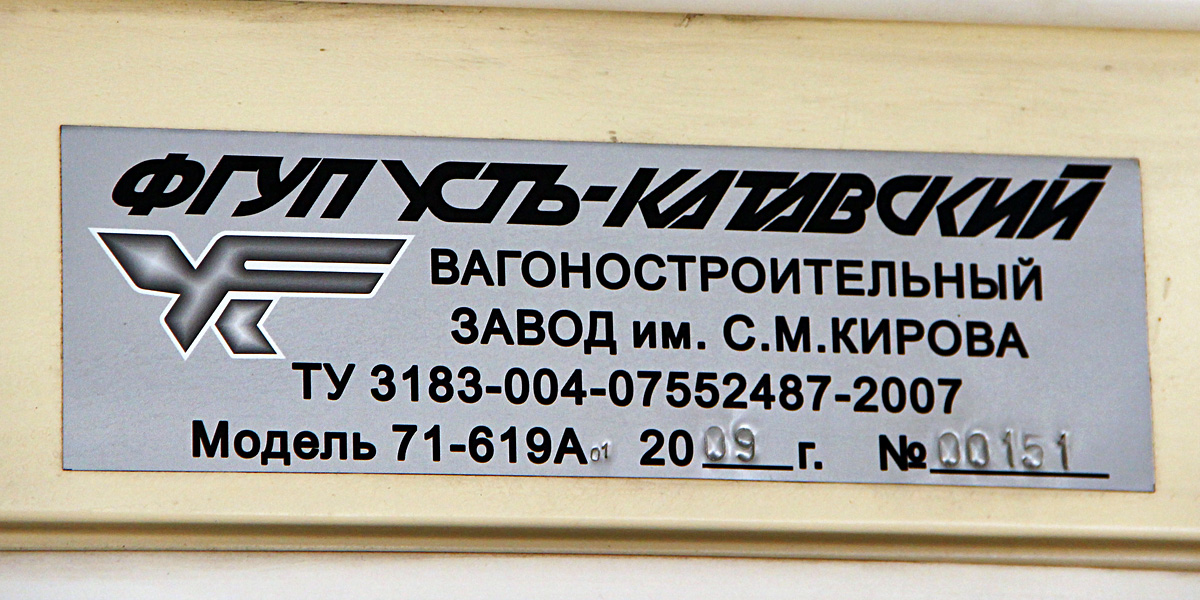 ФГУП УСТЬ-КАТАВСКИЙ
ВАГОНОСТРОИТЕЛЬНЫЙ
ЗАВОД им. С.М.КИРОВА
ТУ 3183-004-07552487-2007
Модель 71-619А01 2009 г. №00151